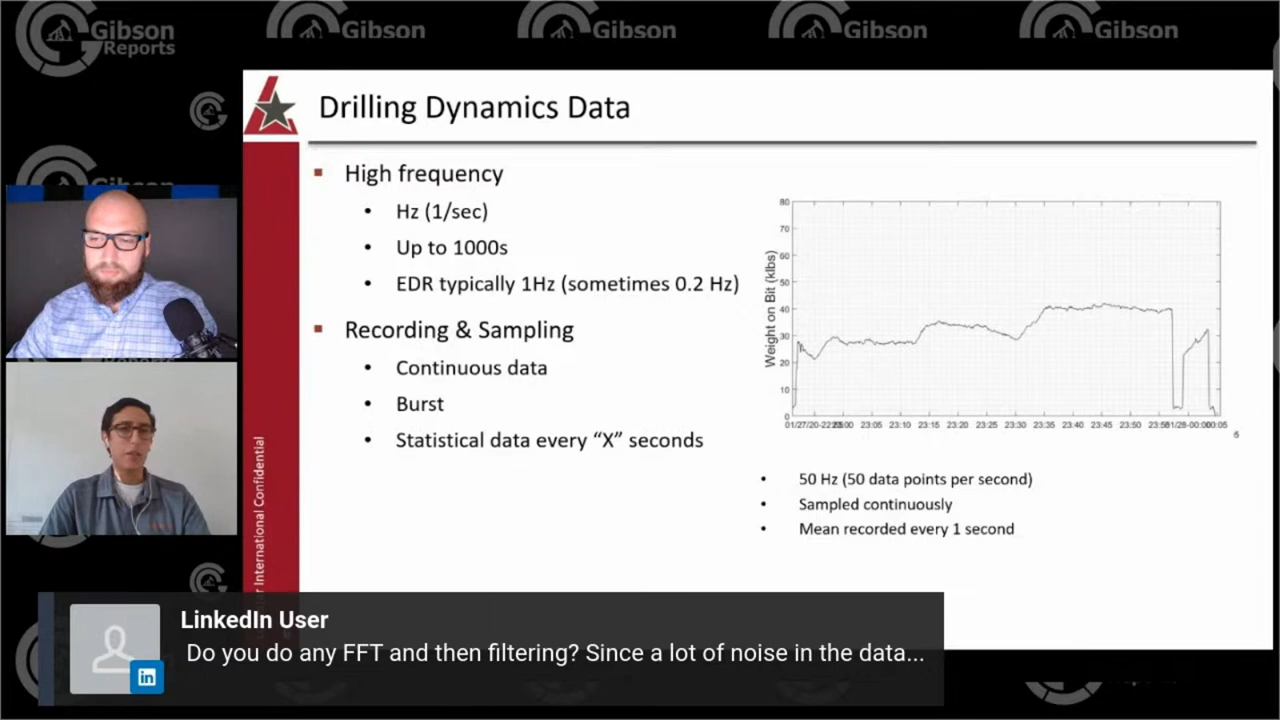 Gibson
Reports
Gibson
Gibson
Gibson
Gibson
Drilling Dynamics Data
High frequency
• Hz (1/sec)
• Up to 1000s
• EDR typically 1Hz (sometimes 0.2 Hz)
Recording & Sampling
• Continuous data
• Burst
• Statistical data every “X” seconds
Weight on Bit (klbs)
80
70
60
50
40
30
20
10
0
23:05 23:10 23:15 23:20 23:25 23:30 23:35 23:40 23:45 23:50
6
• 50 Hz (50 data points per second)
• Sampled continuously
• Mean recorded every 1 second
International Confidential
LinkedIn User
Do you do any FFT and then filtering? Since a lot of noise in the data...
in